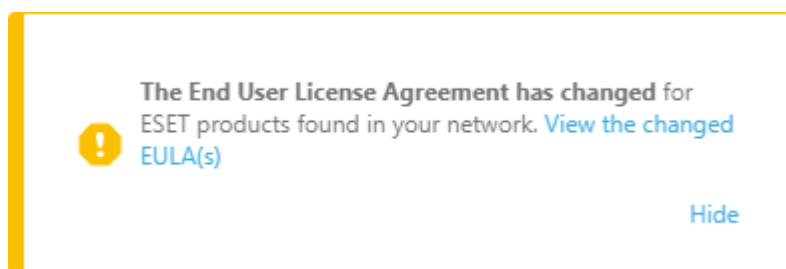 The End User License Agreement has changed for
ESET products found in your network. View the changed
EULA(s)
Hide